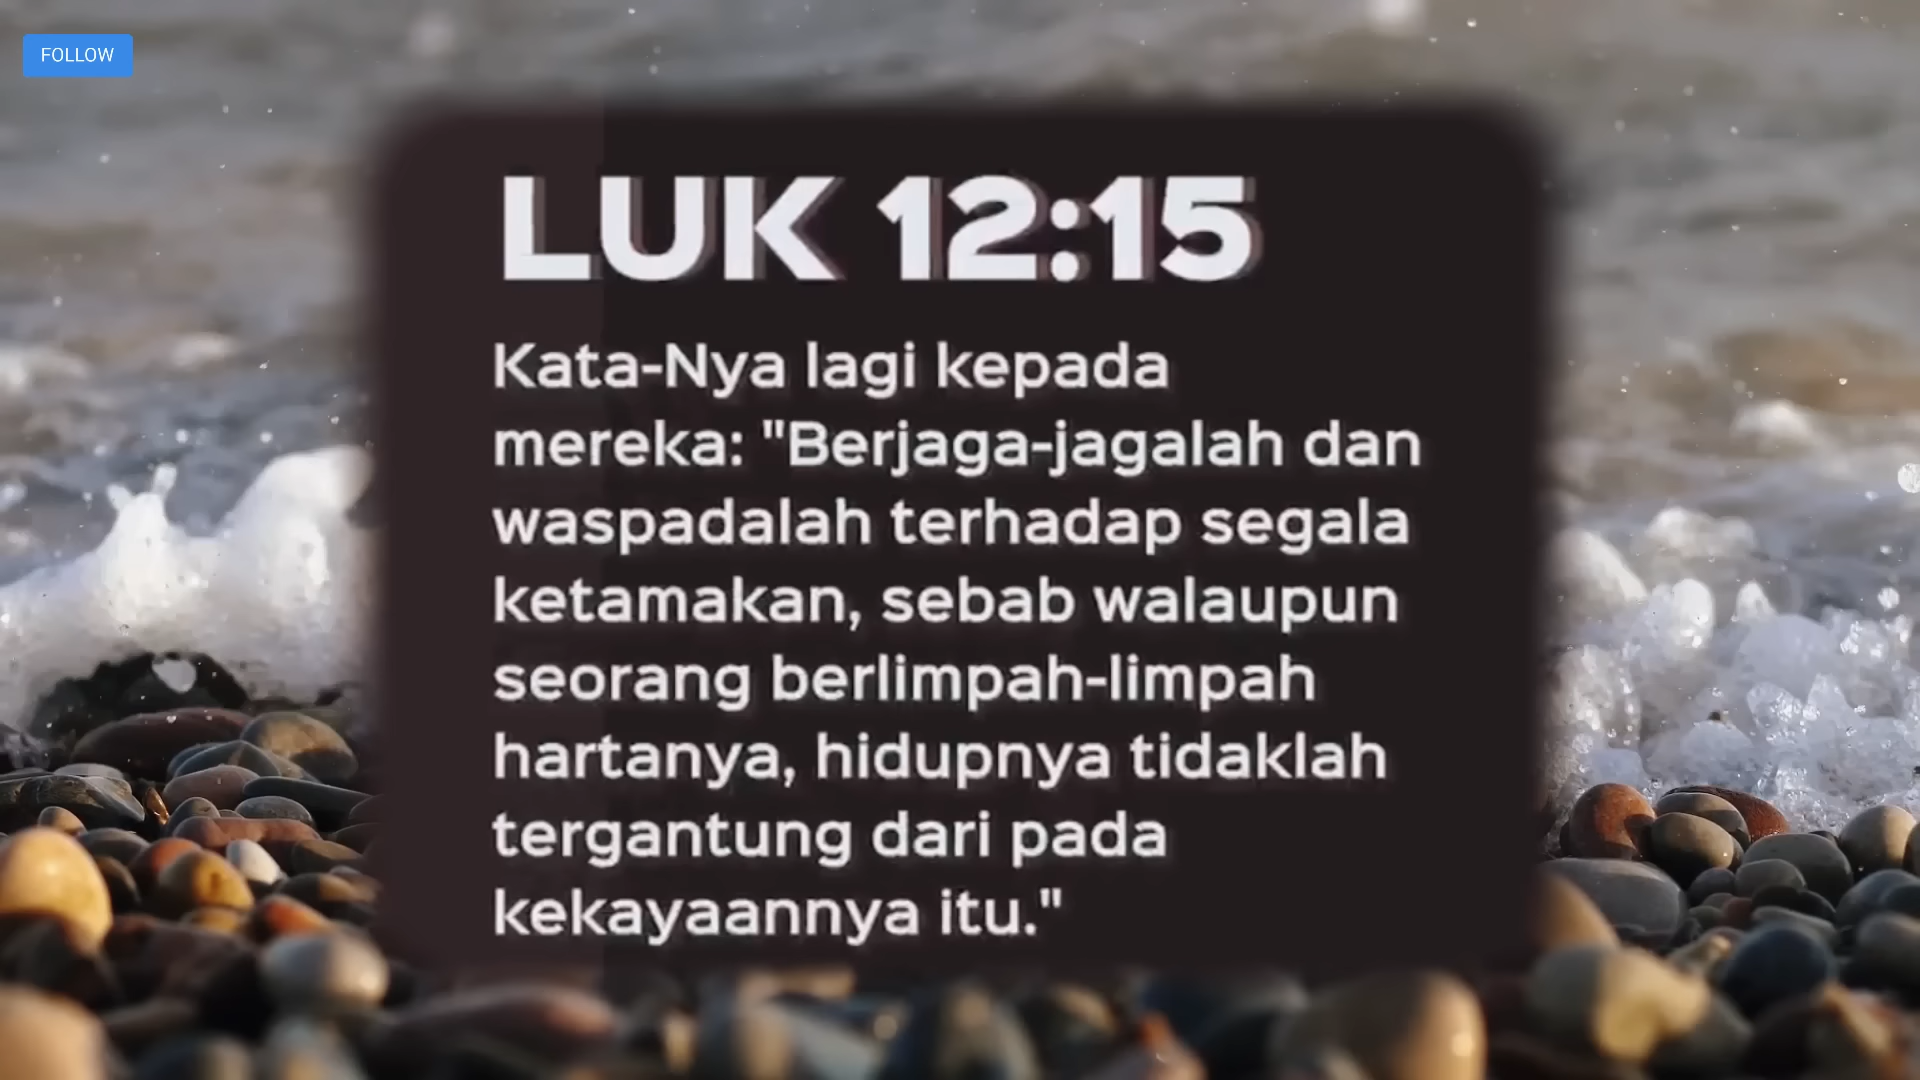 FOLLOW
LUK 12:15
Kata-Nya lagi kepada
mereka: "Berjaga-jagalah dan
waspadalah terhadap segala
ketamakan, sebab walaupun
seorang berlimpah-limpah
hartanya, hidupnya tidaklah
tergantung dari pada
kekayaannya itu."